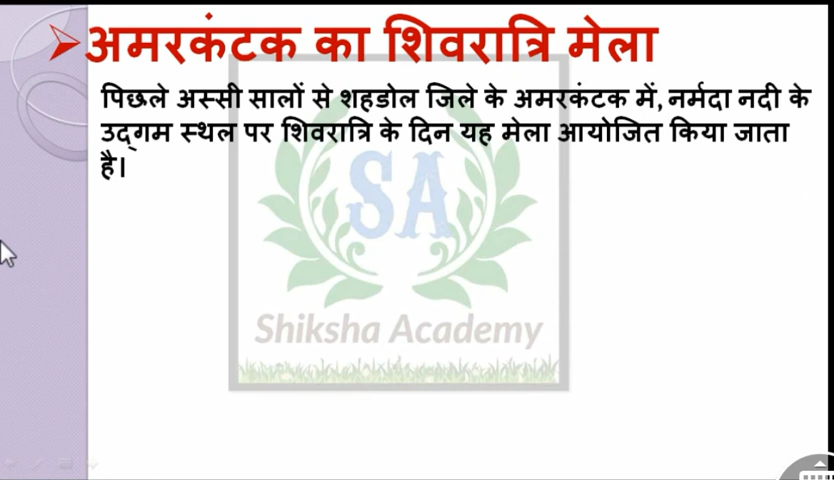 अमरकंटक का शिवरात्रि मेला
पिछले अस्सी सालों से शहडोल जिले के अमरकंटक में, नर्मदा नदी के
उद्‌गम स्थल पर शिवरात्रि के दिन यह मेला आयोजित किया जाता
है।
SA
Shiksha Academy